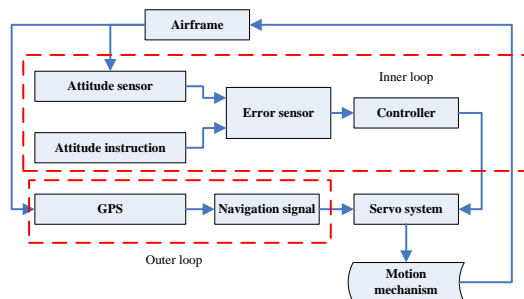 Airframe
Inner loop
Attitude sensor
Error sensor
Controller
Attitude instruction
GPS
Navigation signal
Servo system
Outer loop
Motion
mechanism